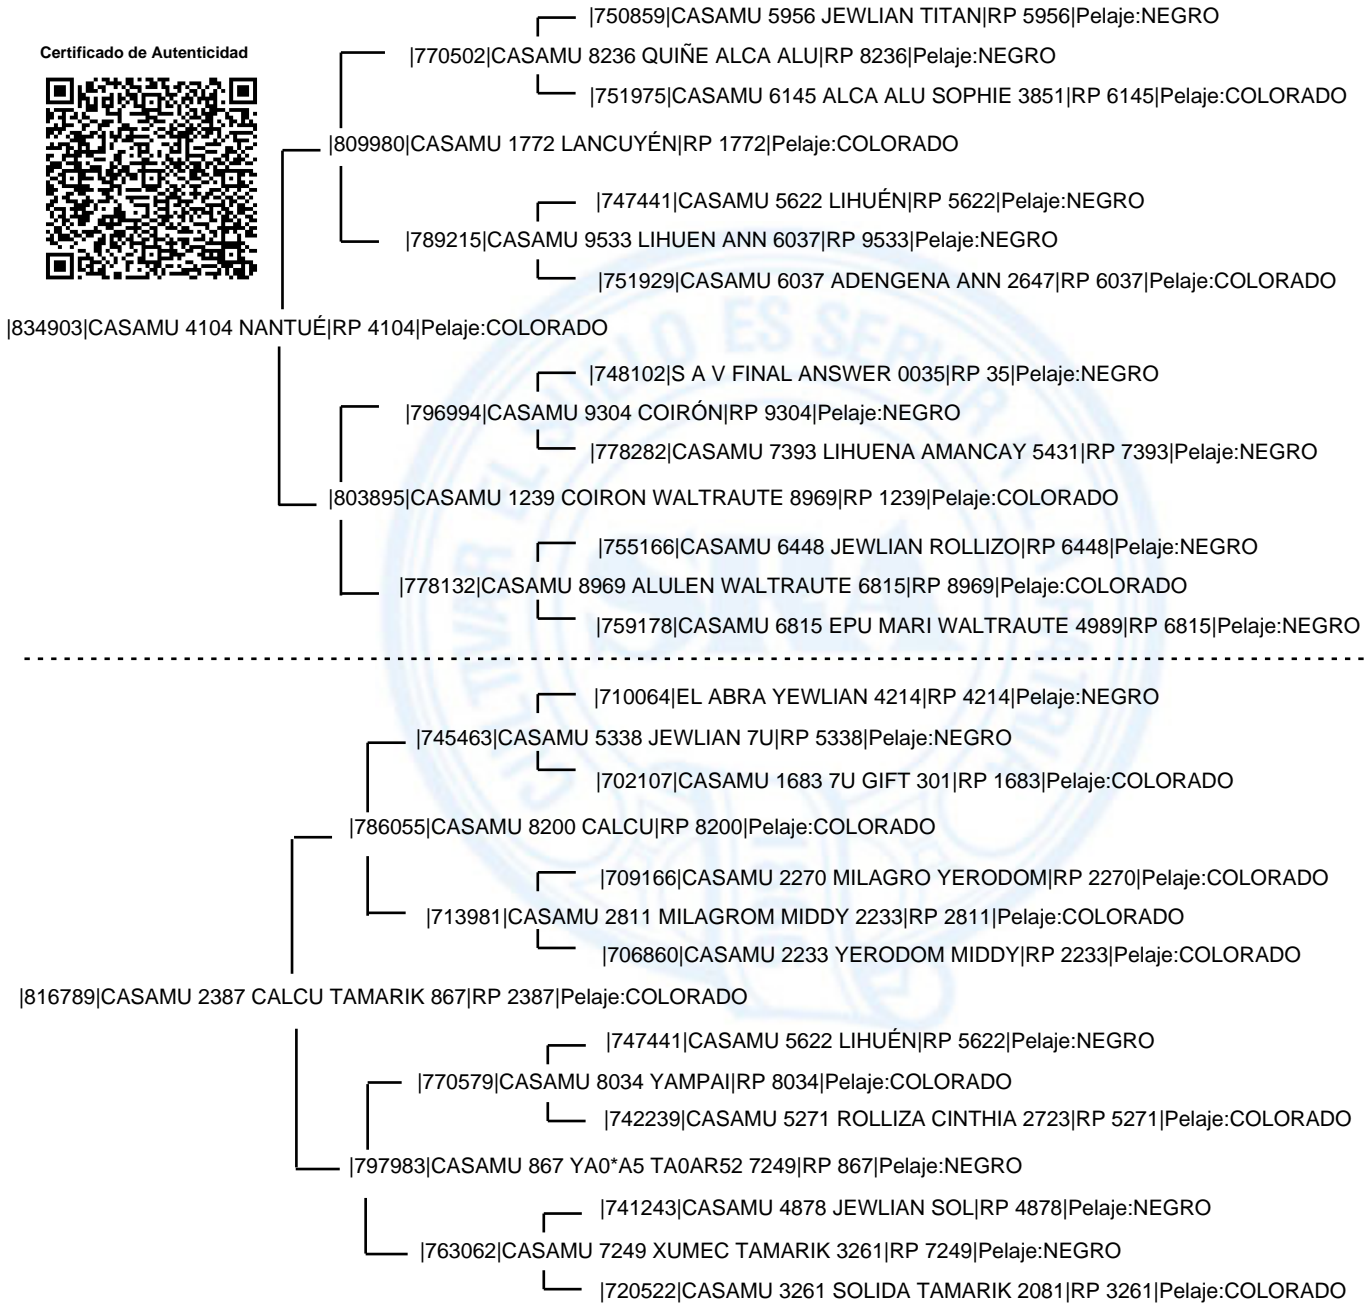 |750859|CASAMU 5956 JEWLIAN TITAN|RP 5956|Pelaje:NEGRO
Certificado de Autenticidad
|770502|CASAMU 8236 QUIÑE ALCA ALU|RP 8236|Pelaje:NEGRO
|751975|CASAMU 6145 ALCA ALU SOPHIE 3851|RP 6145|Pelaje:COLORADO
|809980|CASAMU 1772 LANCUYÉN|RP 1772|Pelaje:COLORADO
|747441|CASAMU 5622 LIHUÉN|RP 5622|Pelaje:NEGRO
|789215|CASAMU 9533 LIHUEN ANN 6037|RP 9533|Pelaje:NEGRO
|751929|CASAMU 6037 ADENGENA ANN 2647|RP 6037|Pelaje:COLORADO
|834903|CASAMU 4104 NANTUÉ|RP 4104|Pelaje:COLORADO
|748102|S A V FINAL ANSWER 0035|RP 35|Pelaje:NEGRO
|796994|CASAMU 9304 COIRÓN|RP 9304|Pelaje:NEGRO
|778282|CASAMU 7393 LIHUENA AMANCAY 5431|RP 7393|Pelaje:NEGRO
|803895|CASAMU 1239 COIRON WALTRAUTE 8969|RP 1239|Pelaje:COLORADO
|755166|CASAMU 6448 JEWLIAN ROLLIZO|RP 6448|Pelaje:NEGRO
|778132|CASAMU 8969 ALULEN WALTRAUTE 6815|RP 8969|Pelaje:COLORADO
|759178|CASAMU 6815 EPU MARI WALTRAUTE 4989|RP 6815|Pelaje:NEGRO
|710064|EL ABRA YEWLIAN 4214|RP 4214|Pelaje:NEGRO
|745463|CASAMU 5338 JEWLIAN 7U|RP 5338|Pelaje:NEGRO
|702107|CASAMU 1683 7U GIFT 301|RP 1683|Pelaje:COLORADO
|786055|CASAMU 8200 CALCU|RP 8200|Pelaje:COLORADO
|709166|CASAMU 2270 MILAGRO YERODOM|RP 2270|Pelaje:COLORADO
|713981|CASAMU 2811 MILAGROM MIDDY 2233|RP 2811|Pelaje:COLORADO
|706860|CASAMU 2233 YERODOM MIDDY|RP 2233|Pelaje:COLORADO
|816789|CASAMU 2387 CALCU TAMARIK 867|RP 2387|Pelaje:COLORADO
|747441|CASAMU 5622 LIHUÉN|RP 5622|Pelaje:NEGRO
|770579|CASAMU 8034 YAMPAI|RP 8034|Pelaje:COLORADO
|742239|CASAMU 5271 ROLLIZA CINTHIA 2723|RP 5271|Pelaje:COLORADO
|797983|CASAMU 867 YA0*A5 TA0AR52 7249|RP 867|Pelaje:NEGRO
|741243|CASAMU 4878 JEWLIAN SOL|RP 4878|Pelaje:NEGRO
|763062|CASAMU 7249 XUMEC TAMARIK 3261|RP 7249|Pelaje:NEGRO
|720522|CASAMU 3261 SOLIDA TAMARIK 2081|RP 3261|Pelaje:COLORADO
CULTIVAR EL SUELO ES SERVIR A LA PATRIA
SRA